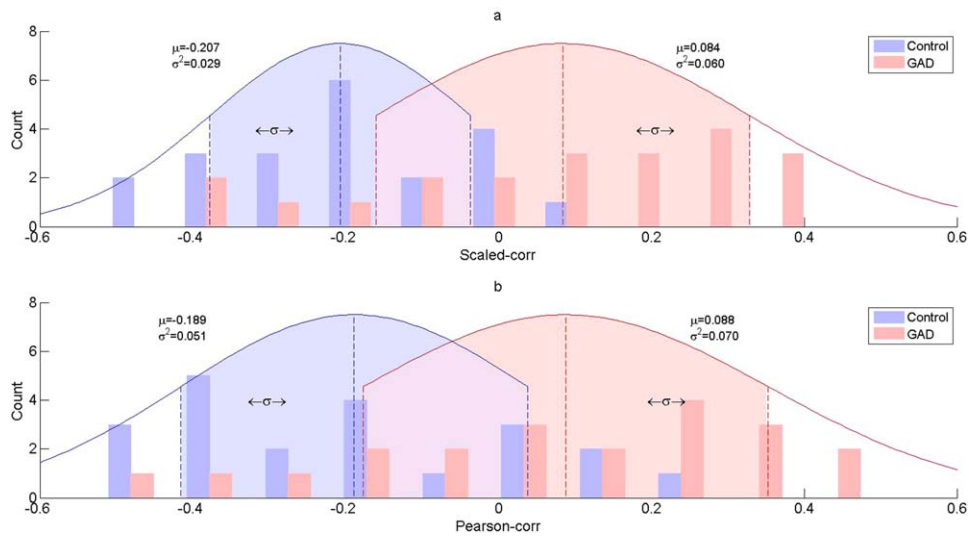 a
8
6
4
2
0
Count
μ=-0.207
σ²=0.029
μ=0.084
σ²=0.060
←σ→
←σ→
Control
GAD
-0.6
-0.4
-0.2
0
0.2
0.4
0.6
Scaled-corr
b
8
6
4
2
0
Count
μ=-0.189
σ²=0.051
μ=0.088
σ²=0.070
←σ→
←σ→
Control
GAD
-0.6
-0.4
-0.2
0
0.2
0.4
0.6
Pearson-corr